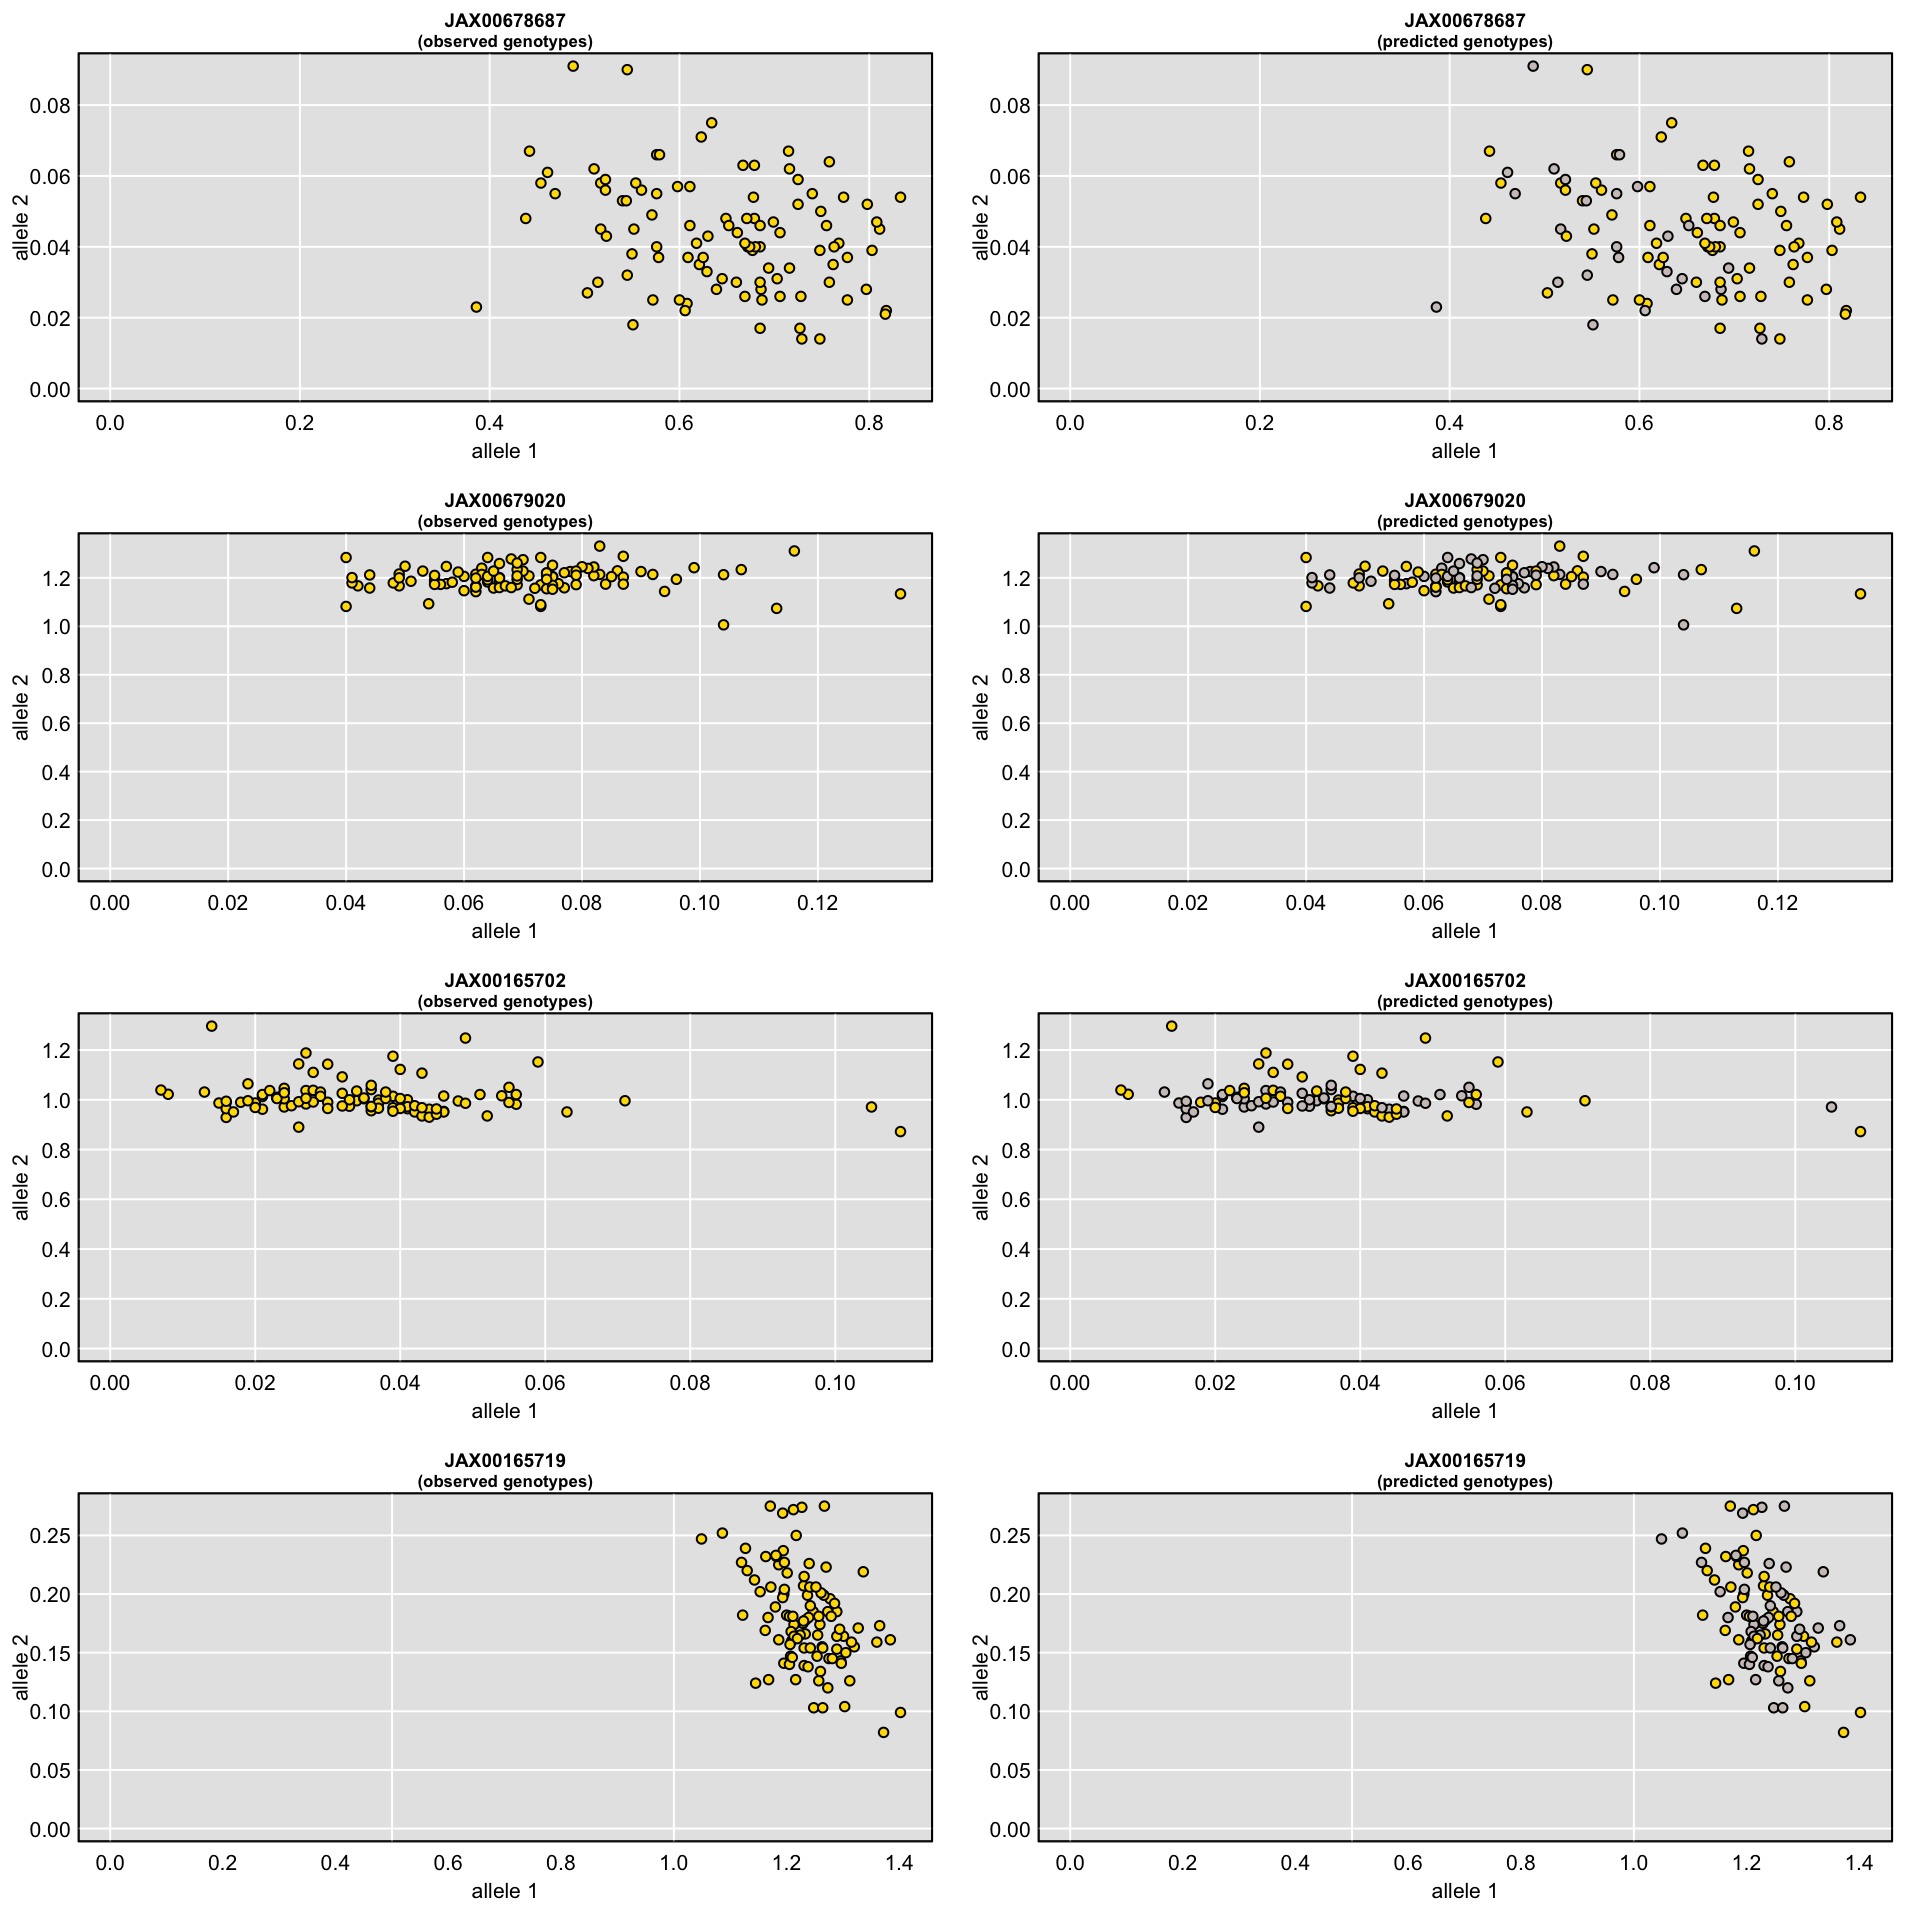 JAX00678687
(observed genotypes)
allele 2
0.08
0.06
0.04
0.02
0.00
0.0 0.2 0.4 0.6 0.8
allele 1
JAX00678687
(predicted genotypes)
allele 2
0.08
0.06
0.04
0.02
0.00
0.0 0.2 0.4 0.6 0.8
allele 1
JAX00679020
(observed genotypes)
allele 2
1.2
1.0
0.8
0.6
0.4
0.2
0.0
0.00 0.02 0.04 0.06 0.08 0.10 0.12
allele 1
JAX00679020
(predicted genotypes)
allele 2
1.2
1.0
0.8
0.6
0.4
0.2
0.0
0.00 0.02 0.04 0.06 0.08 0.10 0.12
allele 1
JAX00165702
(observed genotypes)
allele 2
1.2
1.0
0.8
0.6
0.4
0.2
0.0
0.00 0.02 0.04 0.06 0.08 0.10
allele 1
JAX00165702
(predicted genotypes)
allele 2
1.2
1.0
0.8
0.6
0.4
0.2
0.0
0.00 0.02 0.04 0.06 0.08 0.10
allele 1
JAX00165719
(observed genotypes)
allele 2
0.25
0.20
0.15
0.10
0.05
0.00
0.0 0.2 0.4 0.6 0.8 1.0 1.2 1.4
allele 1
JAX00165719
(predicted genotypes)
allele 2
0.25
0.20
0.15
0.10
0.05
0.00
0.0 0.2 0.4 0.6 0.8 1.0 1.2 1.4
allele 1